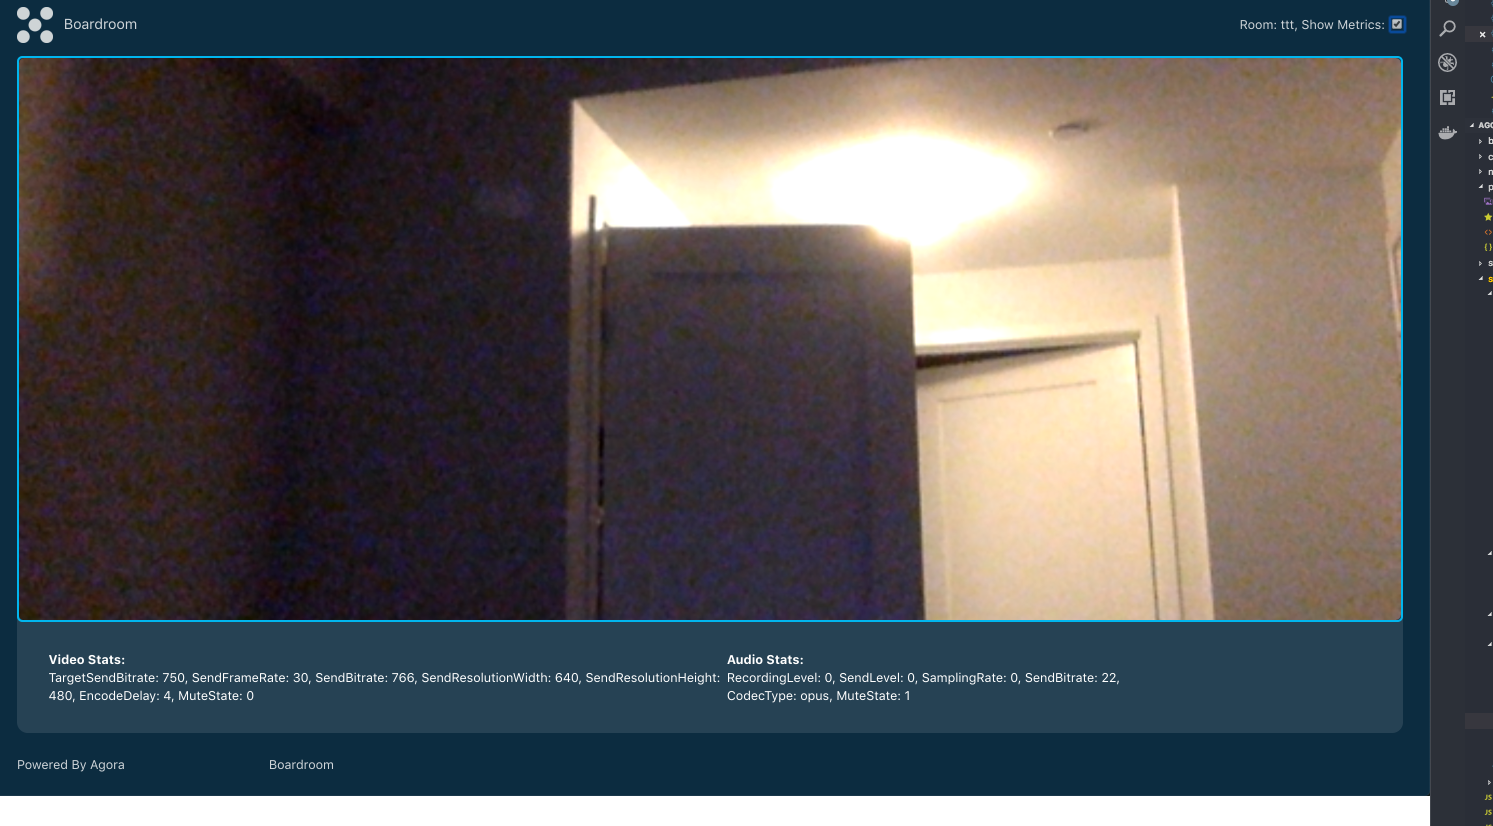 Boardroom
Room: ttt, Show Metrics:
Video Stats:
TargetSendBitrate: 750, SendFrameRate: 30, SendBitrate: 766, SendResolutionWidth: 640, SendResolutionHeight:
480, EncodeDelay: 4, MuteState: 0
Audio Stats:
RecordingLevel: 0, SendLevel: 0, SamplingRate: 0, SendBitrate: 22,
CodecType: opus, MuteState: 1
Powered By Agora
Boardroom
b
c
n
p
s
s
JS
JS